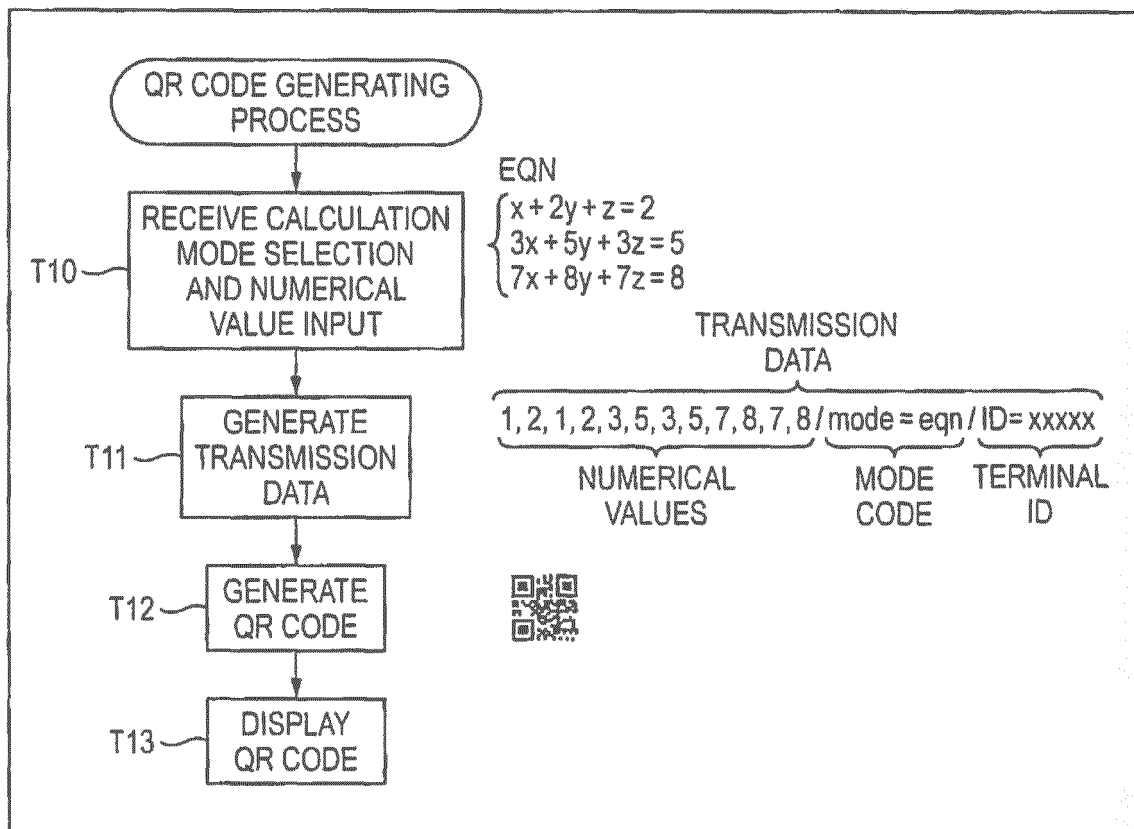 QR CODE GENERATING
PROCESS
EQN
x + 2y + z = 2
3x + 5y + 3z = 5
7x + 8y + 7z = 8
T10
RECEIVE CALCULATION
MODE SELECTION
AND NUMERICAL
VALUE INPUT
TRANSMISSION
DATA
T11
GENERATE
TRANSMISSION
DATA
1, 2, 1, 2, 3, 5, 3, 5, 7, 8, 7, 8 / mode = eqn / ID = xxxxx
NUMERICAL
VALUES
MODE
CODE
TERMINAL
ID
T12
GENERATE
QR CODE
T13
DISPLAY
QR CODE